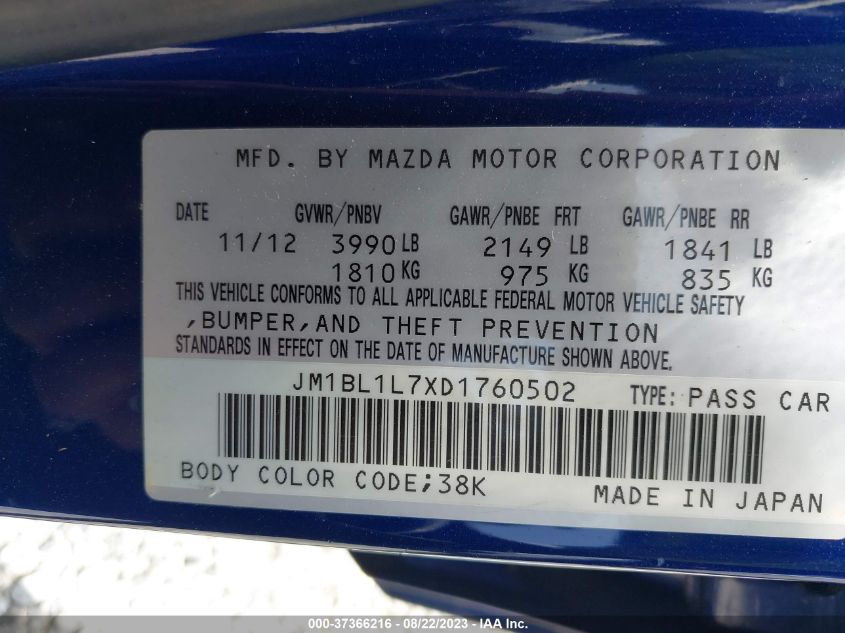 MFD. BY MAZDA MOTOR CORPORATION
DATE GVWR/PNBV GAWR/PNBE FRT GAWR/PNBE RR
11/12 3990 LB 2149 LB 1841 LB
1810 KG 975 KG 835 KG
THIS VEHICLE CONFORMS TO ALL APPLICABLE FEDERAL MOTOR VEHICLE SAFETY
,BUMPER,AND THEFT PREVENTION
STANDARDS IN EFFECT ON THE DATE OF MANUFACTURE SHOWN ABOVE.
JM1BL1L7XD1760502 TYPE: PASS CAR
BODY COLOR CODE;38K MADE IN JAPAN
000-37366216 - 08/22/2023 - IAAI.com